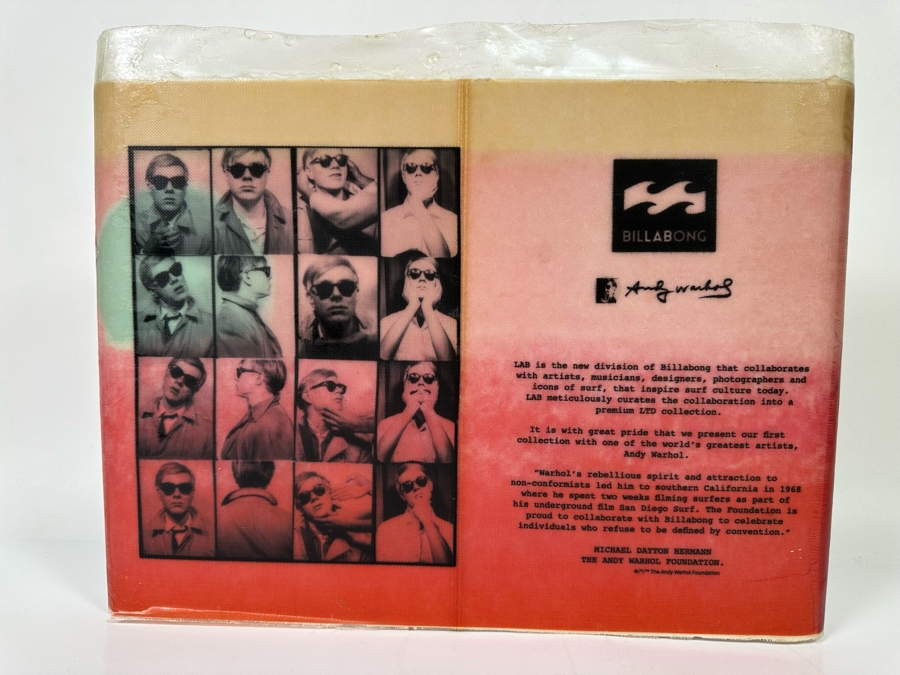 BILLABONG
Andy Warhol
LAB is the new division of Billabong that collaborates
with artists, musicians, designers, photographers and
icons of surf, that inspire surf culture today.
LAB meticulously curates the collaboration into a
premium LTD collection.
It is with great pride that we present our first
collection with one of the world's greatest artists,
Andy Warhol.
"Warhol's rebellious spirit and attraction to
non-conformists led him to southern California in 1968
where he spent two weeks filming surfers as part of
his underground film San Diego Surf. The Foundation is
proud to collaborate with Billabong to celebrate
individuals who refuse to be defined by convention."
MICHAEL DAYTON HERMANN
THE ANDY WARHOL FOUNDATION.
©/®/™ The Andy Warhol Foundation